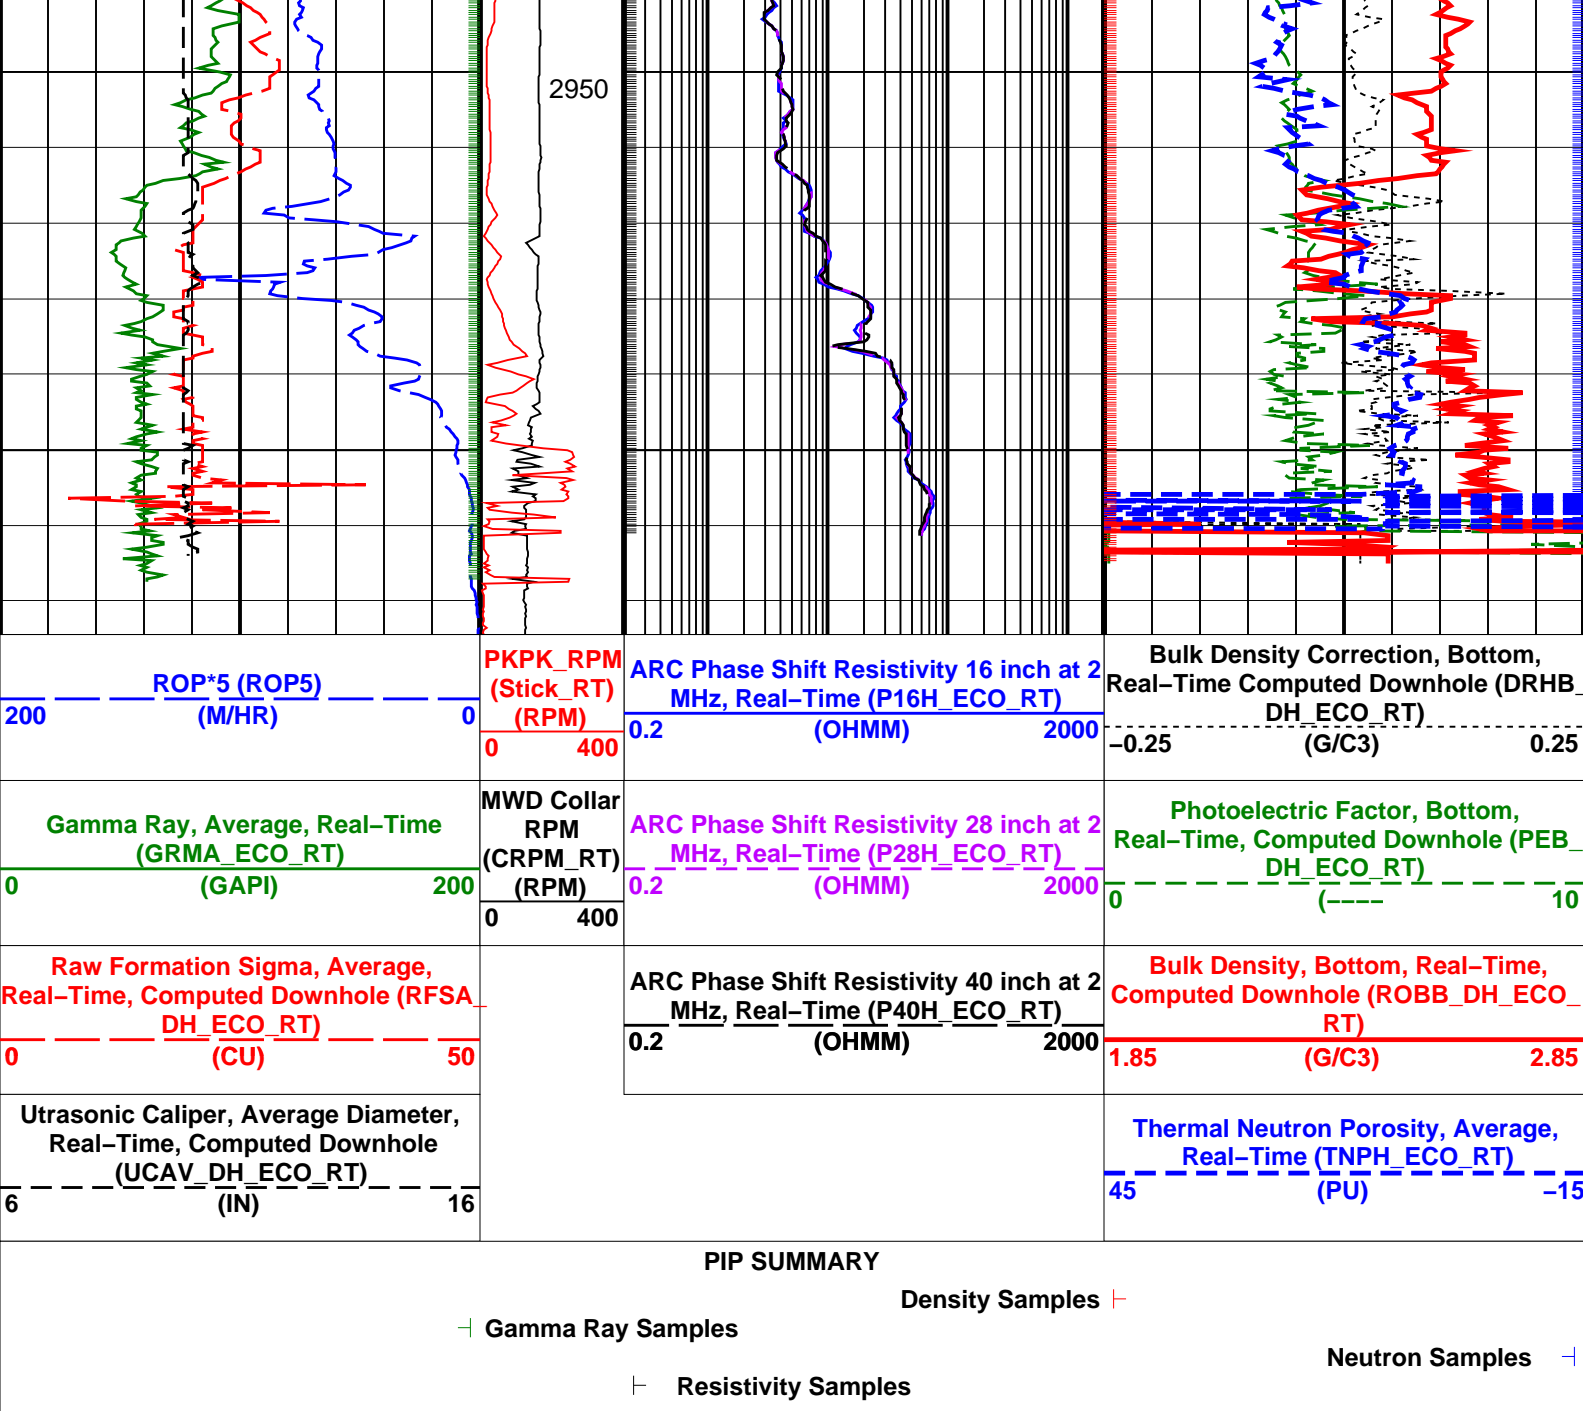 2950
ROP*5 (ROP5)
200 (M/HR) 0
Gamma Ray, Average, Real–Time
(GRMA_ECO_RT)
0 (GAPI) 200
Raw Formation Sigma, Average,
Real–Time, Computed Downhole (RFSA_
DH_ECO_RT)
0 (CU) 50
Utrasonic Caliper, Average Diameter,
Real–Time, Computed Downhole
(UCAV_DH_ECO_RT)
6 (IN) 16
PKPK_RPM
(Stick_RT)
(RPM)
0 400
MWD Collar
RPM
(CRPM_RT)
(RPM)
0 400
ARC Phase Shift Resistivity 16 inch at 2
MHz, Real–Time (P16H_ECO_RT)
0.2 (OHMM) 2000
ARC Phase Shift Resistivity 28 inch at 2
MHz, Real–Time (P28H_ECO_RT)
0.2 (OHMM) 2000
ARC Phase Shift Resistivity 40 inch at 2
MHz, Real–Time (P40H_ECO_RT)
0.2 (OHMM) 2000
Bulk Density Correction, Bottom,
Real–Time Computed Downhole (DRHB_
DH_ECO_RT)
–0.25 (G/C3) 0.25
Photoelectric Factor, Bottom,
Real–Time, Computed Downhole (PEB_
DH_ECO_RT)
0 (–––– 10
Bulk Density, Bottom, Real–Time,
Computed Downhole (ROBB_DH_ECO_
RT)
1.85 (G/C3) 2.85
Thermal Neutron Porosity, Average,
Real–Time (TNPH_ECO_RT)
45 (PU) –15
PIP SUMMARY
Density Samples
Gamma Ray Samples
Neutron Samples
Resistivity Samples